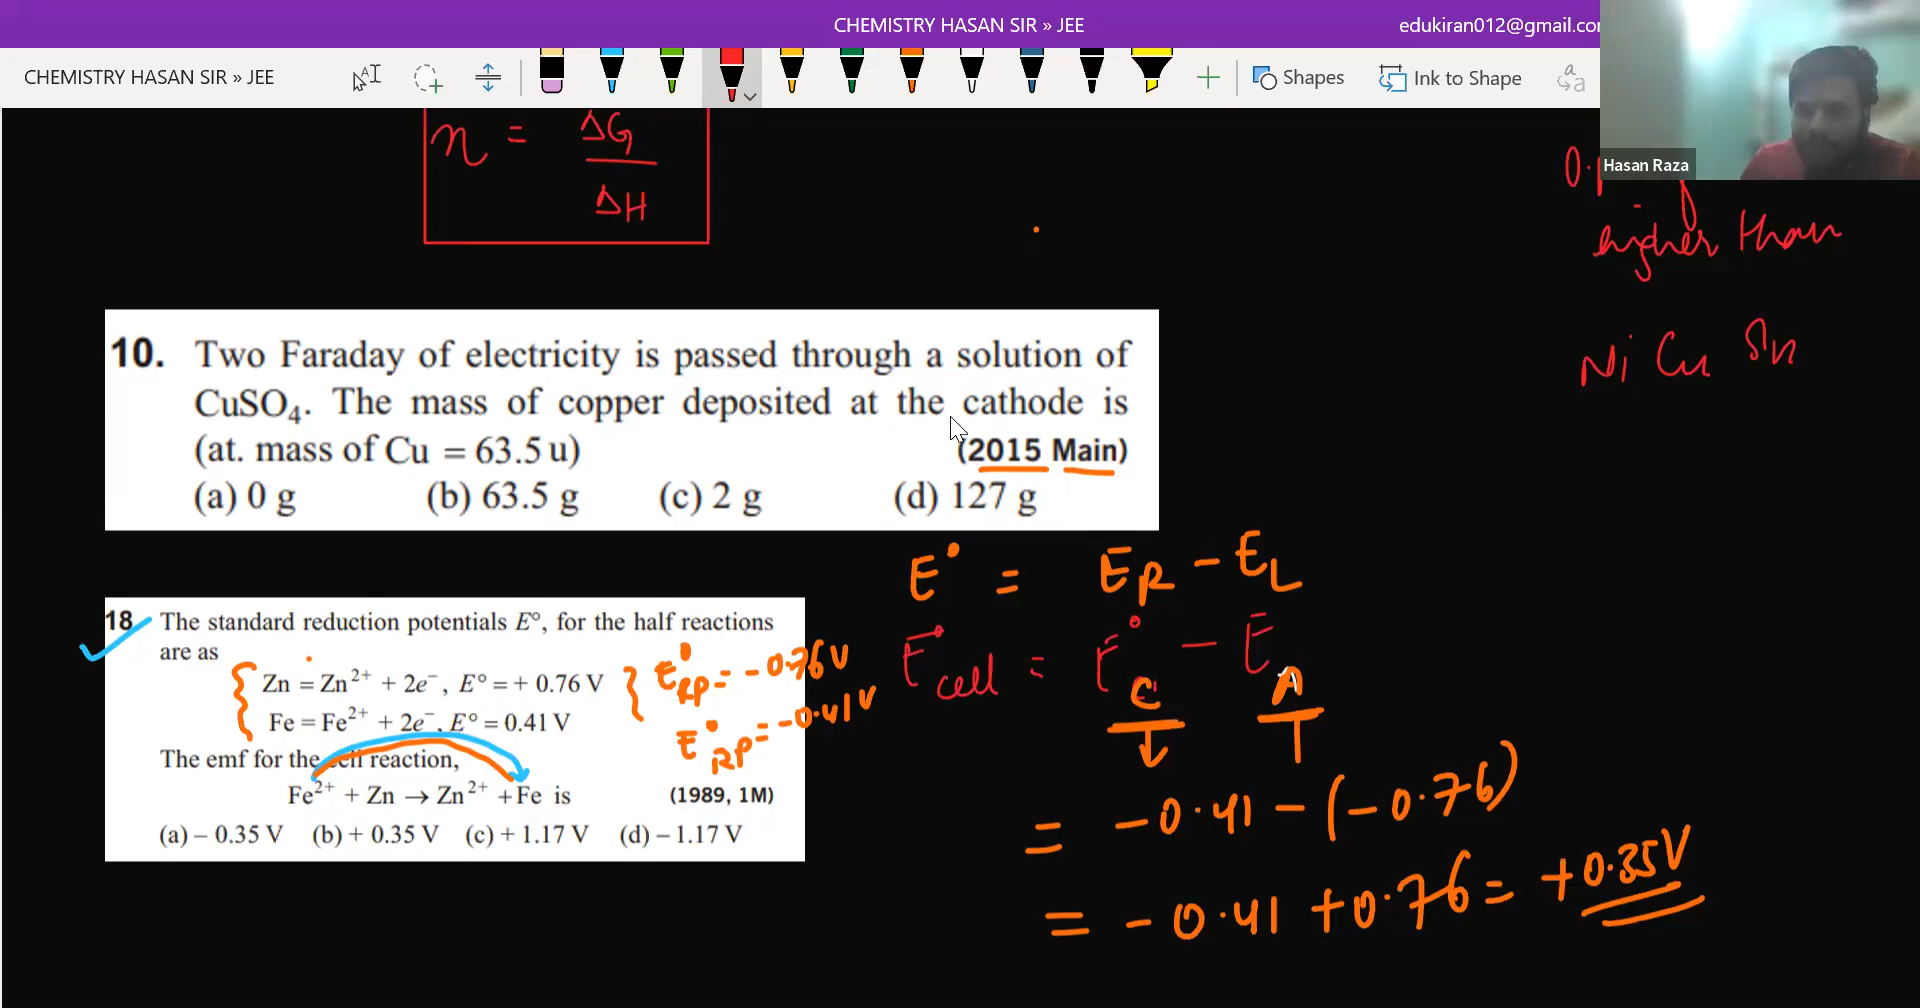 CHEMISTRY HASAN SIR » JEE
edukiran012@gmail.co
CHEMISTRY HASAN SIR » JEE
Shapes
Ink to Shape
Hasan Raza
η = ΔG
ΔH
higher than
Ni Cu Sn
10. Two Faraday of electricity is passed through a solution of
CuSO₄. The mass of copper deposited at the cathode is
(at. mass of Cu = 63.5 u) (2015 Main)
(a) 0 g (b) 63.5 g (c) 2 g (d) 127 g
E° = E_R - E_L
E°cell = E°C - E A
18 The standard reduction potentials E°, for the half reactions
are as
Zn = Zn²⁺ + 2e⁻, E° = + 0.76 V
E°RP = - 0.76 V
Fe = Fe²⁺ + 2e⁻, E° = 0.41 V
E°RP = - 0.41 V
The emf for the cell reaction,
Fe²⁺ + Zn → Zn²⁺ + Fe is (1989, 1M)
(a) – 0.35 V (b) + 0.35 V (c) + 1.17 V (d) – 1.17 V
= -0.41 - (-0.76)
= -0.41 + 0.76 = +0.35V